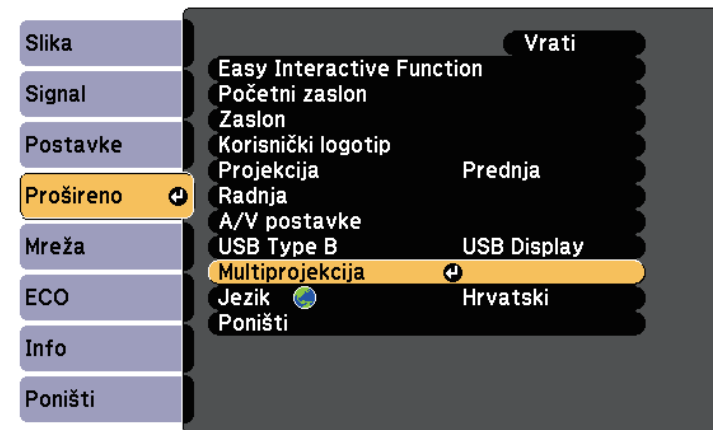 Slika
Signal
Postavke
Prošireno
Mreža
ECO
Info
Poništi
Vrati
Easy Interactive Function
Početni zaslon
Zaslon
Korisnički logotip
Projekcija Prednja
Radnja
A/V postavke
USB Type B USB Display
Multiprojekcija
Jezik Hrvatski
Poništi